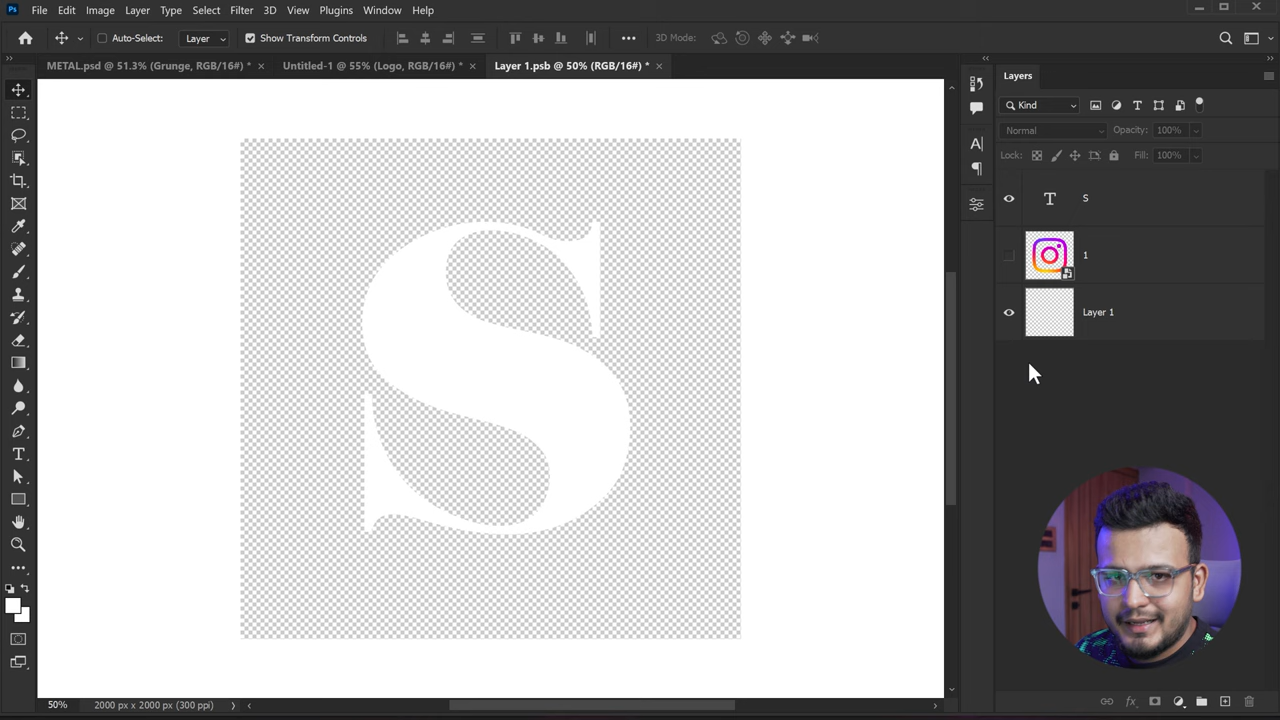 Ps File Edit Image Layer Type Select Filter 3D View Plugins Window Help
Auto-Select: Layer Show Transform Controls 3D Mode:
METAL.psd @ 51.3% (Grunge, RGB/16#) * Untitled-1 @ 55% (Logo, RGB/16#) * Layer 1.psb @ 50% (RGB/16#) *
Layers
Kind
Normal Opacity: 100%
Lock: Fill: 100%
S
1
Layer 1
S
50% 2000 px x 2000 px (300 ppi)